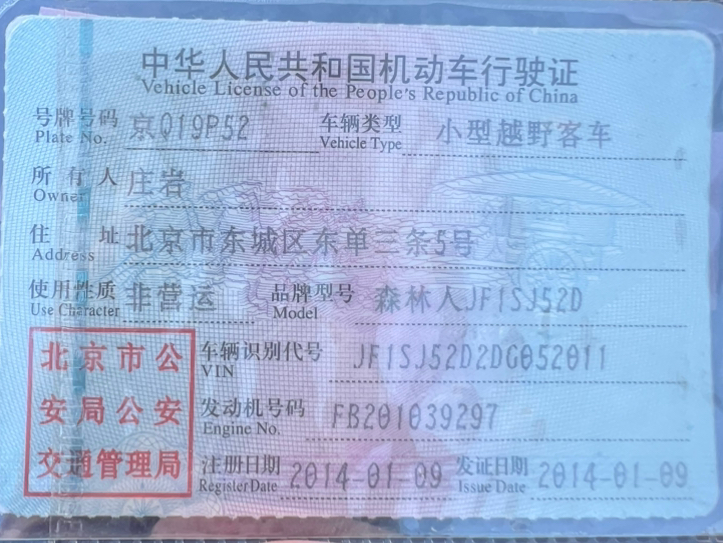 中华人民共和国机动车行驶证
Vehicle License of the People's Republic of China
号牌号码 京Q19P52 车辆类型 小型越野客车
Plate No. Vehicle Type
所有人 庄岩
Owner
住址 北京市东城区东单三条5号
Address
使用性质 非营运 品牌型号 森林人JF1SJ52D
Use Character Model
北京市公安局公安交通管理局
车辆识别代号 JF1SJ52D2DG052011
VIN
发动机号码 FB201039297
Engine No.
注册日期 2014-01-09 发证日期 2014-01-09
Register Date Issue Date